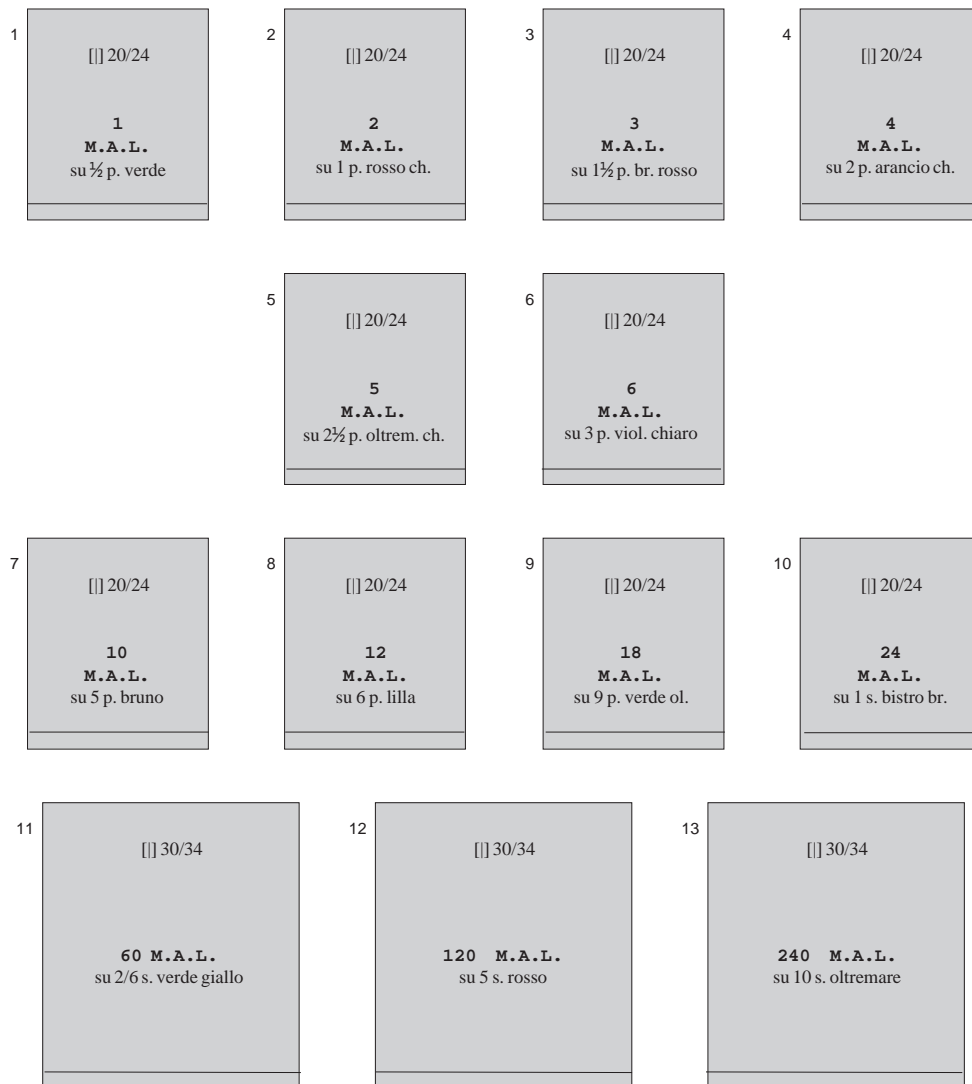 1
[|] 20/24
1
M.A.L.
su ½ p. verde
2
[|] 20/24
2
M.A.L.
su 1 p. rosso ch.
3
[|] 20/24
3
M.A.L.
su 1½ p. br. rosso
4
[|] 20/24
4
M.A.L.
su 2 p. arancio ch.
5
[|] 20/24
5
M.A.L.
su 2½ p. oltrem. ch.
6
[|] 20/24
6
M.A.L.
su 3 p. viol. chiaro
7
[|] 20/24
10
M.A.L.
su 5 p. bruno
8
[|] 20/24
12
M.A.L.
su 6 p. lilla
9
[|] 20/24
18
M.A.L.
su 9 p. verde ol.
10
[|] 20/24
24
M.A.L.
su 1 s. bistro br.
11
[|] 30/34
60 M.A.L.
su 2/6 s. verde giallo
12
[|] 30/34
120 M.A.L.
su 5 s. rosso
13
[|] 30/34
240 M.A.L.
su 10 s. oltremare